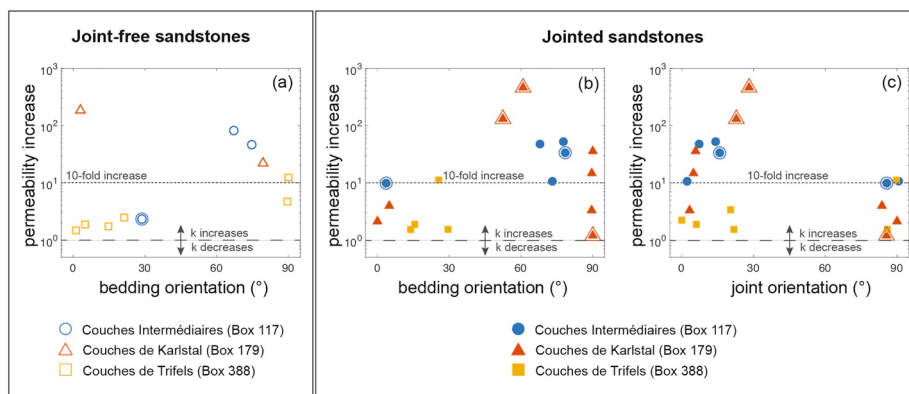 Joint-free sandstones
(a)
10⁵
10⁴
10³
10²
10¹
10⁰
permeability increase
10-fold increase
k increases
k decreases
0
30
60
90
bedding orientation (°)
Couches Intermédiaires (Box 117)
Couches de Karlstal (Box 179)
Couches de Trifels (Box 388)
Jointed sandstones
(b)
10³
10²
10¹
10⁰
permeability increase
10-fold increase
k increases
k decreases
0
30
60
90
bedding orientation (°)
(c)
10³
10²
10¹
10⁰
permeability increase
10-fold increase
k increases
k decreases
0
30
60
90
joint orientation (°)
Couches Intermédiaires (Box 117)
Couches de Karlstal (Box 179)
Couches de Trifels (Box 388)